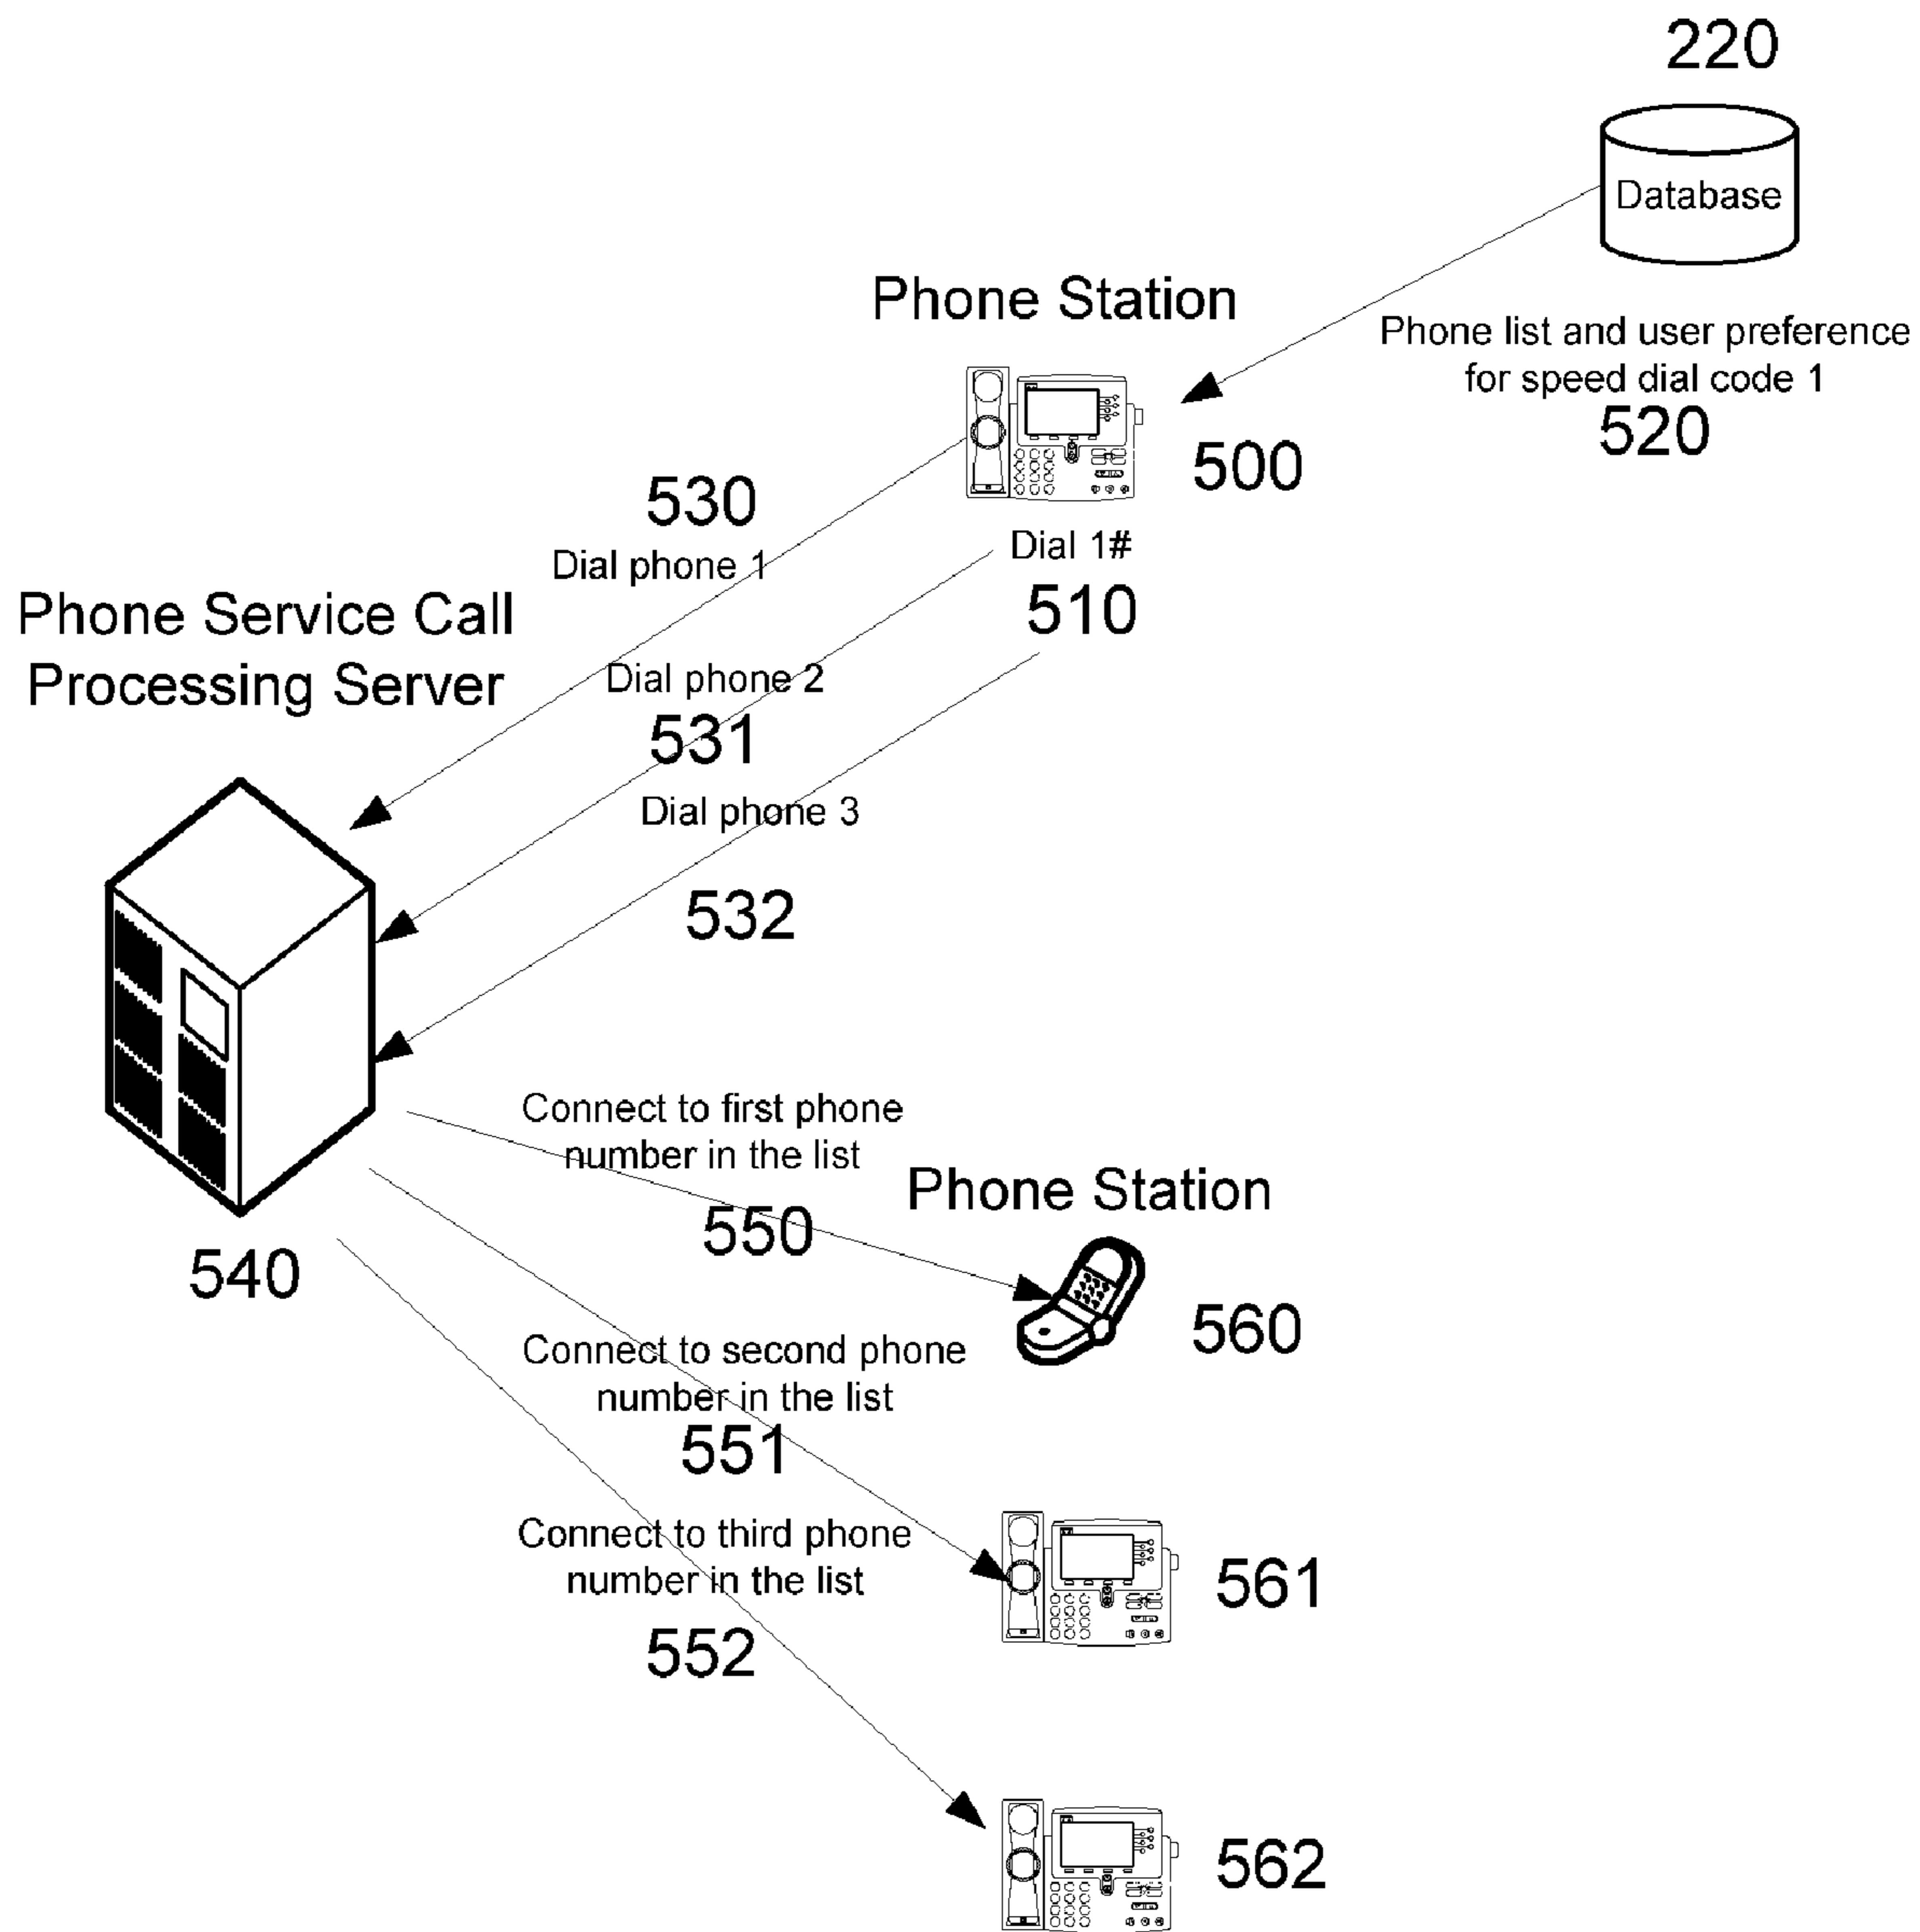 220
Database
Phone list and user preference
for speed dial code 1
520
Phone Station
500
Dial 1#
510
530
Dial phone 1
Dial phone 2
531
Dial phone 3
532
Phone Service Call
Processing Server
540
Connect to first phone
number in the list
550
Phone Station
560
Connect to second phone
number in the list
551
561
Connect to third phone
number in the list
552
562